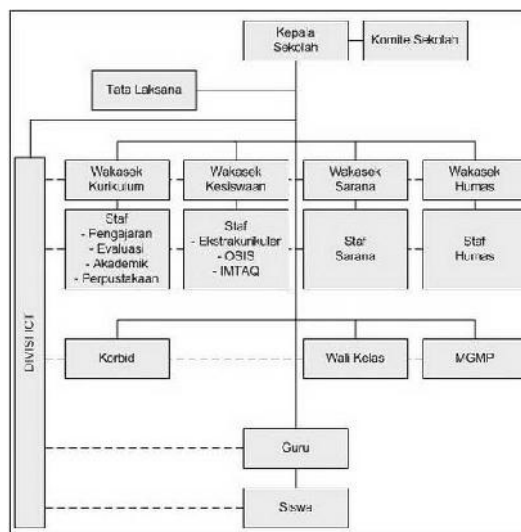 Kepala
Sekolah
Komite Sekolah
Tata Laksana
Wakasek
Kurikulum
Wakasek
Kesiswaan
Wakasek
Sarana
Wakasek
Humas
Staf
- Pengajaran
- Evaluasi
- Akademik
- Perpustakaan
Staf
- Ekstrakurikuler
- OSIS
- IMTAQ
Staf
Sarana
Staf
Humas
DIVISI ICT
Korbid
Wali Kelas
MGMP
Guru
Siswa